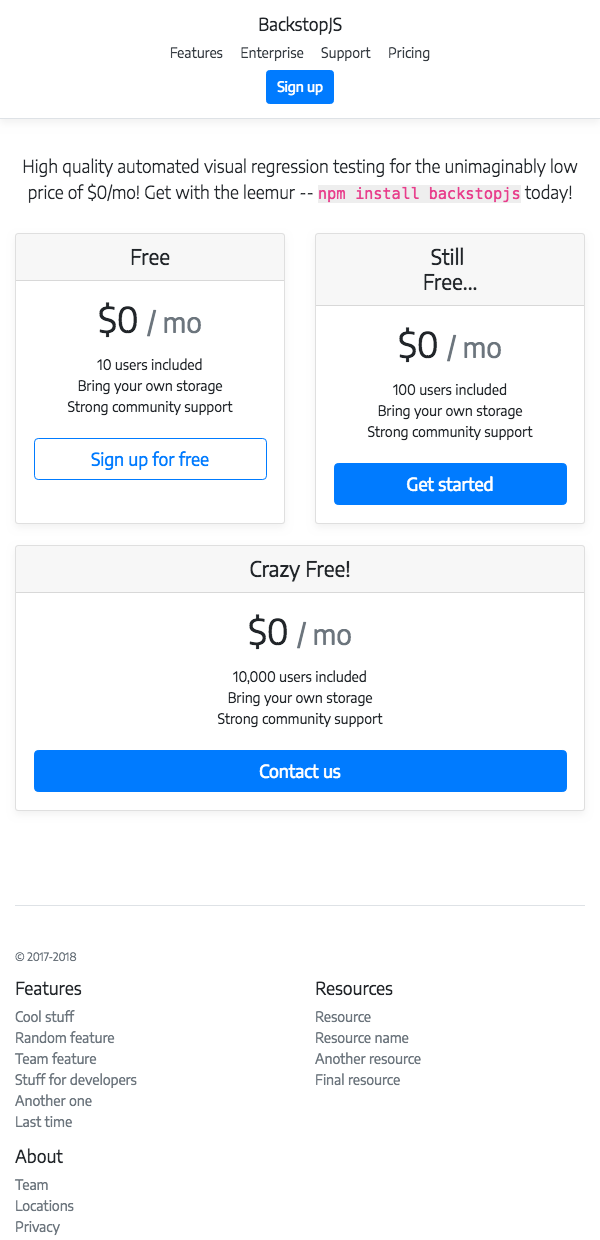 BackstopJS
Features Enterprise Support Pricing
Sign up
High quality automated visual regression testing for the unimaginably low
price of $0/mo! Get with the leemur -- npm install backstopjs today!
Free
$0 / mo
10 users included
Bring your own storage
Strong community support
Sign up for free
Still
Free...
$0 / mo
100 users included
Bring your own storage
Strong community support
Get started
Crazy Free!
$0 / mo
10,000 users included
Bring your own storage
Strong community support
Contact us
© 2017-2018
Features
Cool stuff
Random feature
Team feature
Stuff for developers
Another one
Last time
Resources
Resource
Resource name
Another resource
Final resource
About
Team
Locations
Privacy